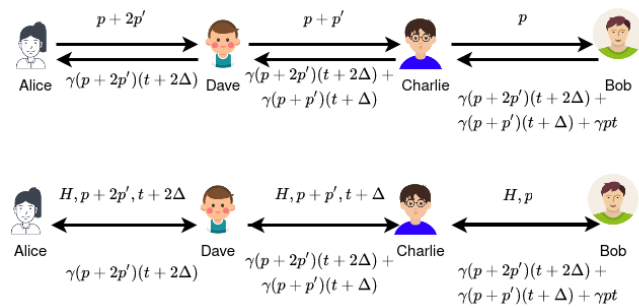 p + 2p′ p + p′ p
γ(p + 2p′)(t + 2Δ) γ(p + 2p′)(t + 2Δ) +
γ(p + p′)(t + Δ)
Alice Dave Charlie Bob
γ(p + 2p′)(t + 2Δ) +
γ(p + p′)(t + Δ) + γpt
H, p + 2p′, t + 2Δ H, p + p′, t + Δ H, p
Alice Dave Charlie Bob
γ(p + 2p′)(t + 2Δ) γ(p + 2p′)(t + 2Δ) + γ(p + 2p′)(t + 2Δ) +
γ(p + p′)(t + Δ) γ(p + p′)(t + Δ) + γpt